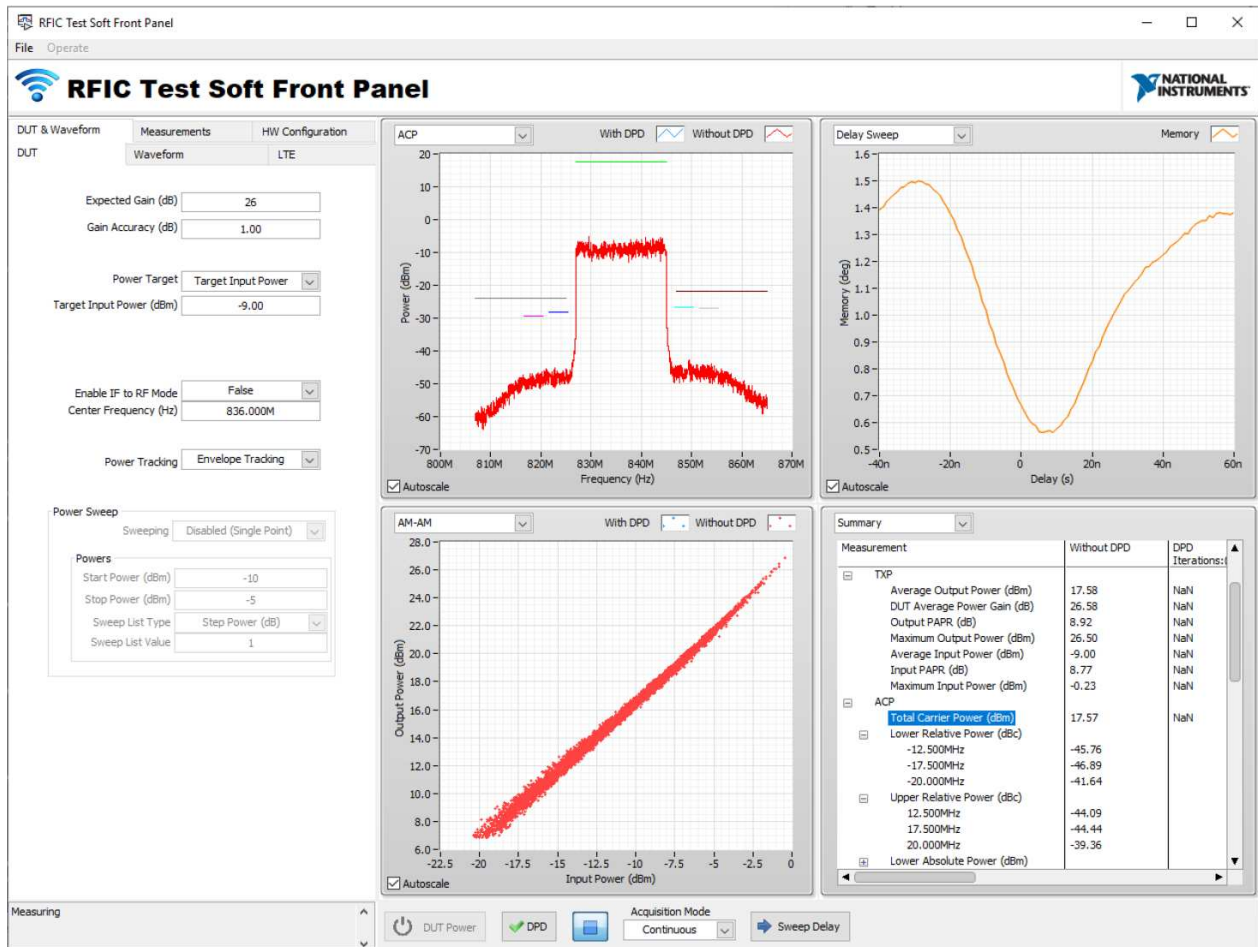 RFIC Test Soft Front Panel
File Operate
RFIC Test Soft Front Panel
NATIONAL
INSTRUMENTS
DUT & Waveform Measurements HW Configuration
DUT Waveform LTE
Expected Gain (dB) 26
Gain Accuracy (dB) 1.00
Power Target Target Input Power
Target Input Power (dBm) -9.00
Enable IF to RF Mode False
Center Frequency (Hz) 836.000M
Power Tracking Envelope Tracking
Power Sweep
Sweeping Disabled (Single Point)
Powers
Start Power (dBm) -10
Stop Power (dBm) -5
Sweep List Type Step Power (dB)
Sweep List Value 1
ACP With DPD Without DPD
20
10
0
-10
-20
-30
-40
-50
-60
-70
Power (dBm)
800M 810M 820M 830M 840M 850M 860M 870M
Frequency (Hz)
Autoscale
Delay Sweep Memory
1.6
1.5
1.4
1.3
1.2
1.1
1.0
0.9
0.8
0.7
0.6
0.5
Memory (deg)
-40n -20n 0 20n 40n 60n
Delay (s)
Autoscale
AM-AM With DPD Without DPD
28.0
26.0
24.0
22.0
20.0
18.0
16.0
14.0
12.0
10.0
8.0
6.0
Output Power (dBm)
-22.5 -20 -17.5 -15 -12.5 -10 -7.5 -5 -2.5 0
Input Power (dBm)
Autoscale
Summary
Measurement Without DPD DPD
Iterations:(
TXP
Average Output Power (dBm) 17.58 NaN
DUT Average Power Gain (dB) 26.58 NaN
Output PAPR (dB) 8.92 NaN
Maximum Output Power (dBm) 26.50 NaN
Average Input Power (dBm) -9.00 NaN
Input PAPR (dB) 8.77 NaN
Maximum Input Power (dBm) -0.23 NaN
ACP
Total Carrier Power (dBm) 17.57 NaN
Lower Relative Power (dBc)
-12.500MHz -45.76
-17.500MHz -46.89
-20.000MHz -41.64
Upper Relative Power (dBc)
12.500MHz -44.09
17.500MHz -44.44
20.000MHz -39.36
Lower Absolute Power (dBm)
Measuring
DUT Power DPD
Acquisition Mode
Continuous
Sweep Delay